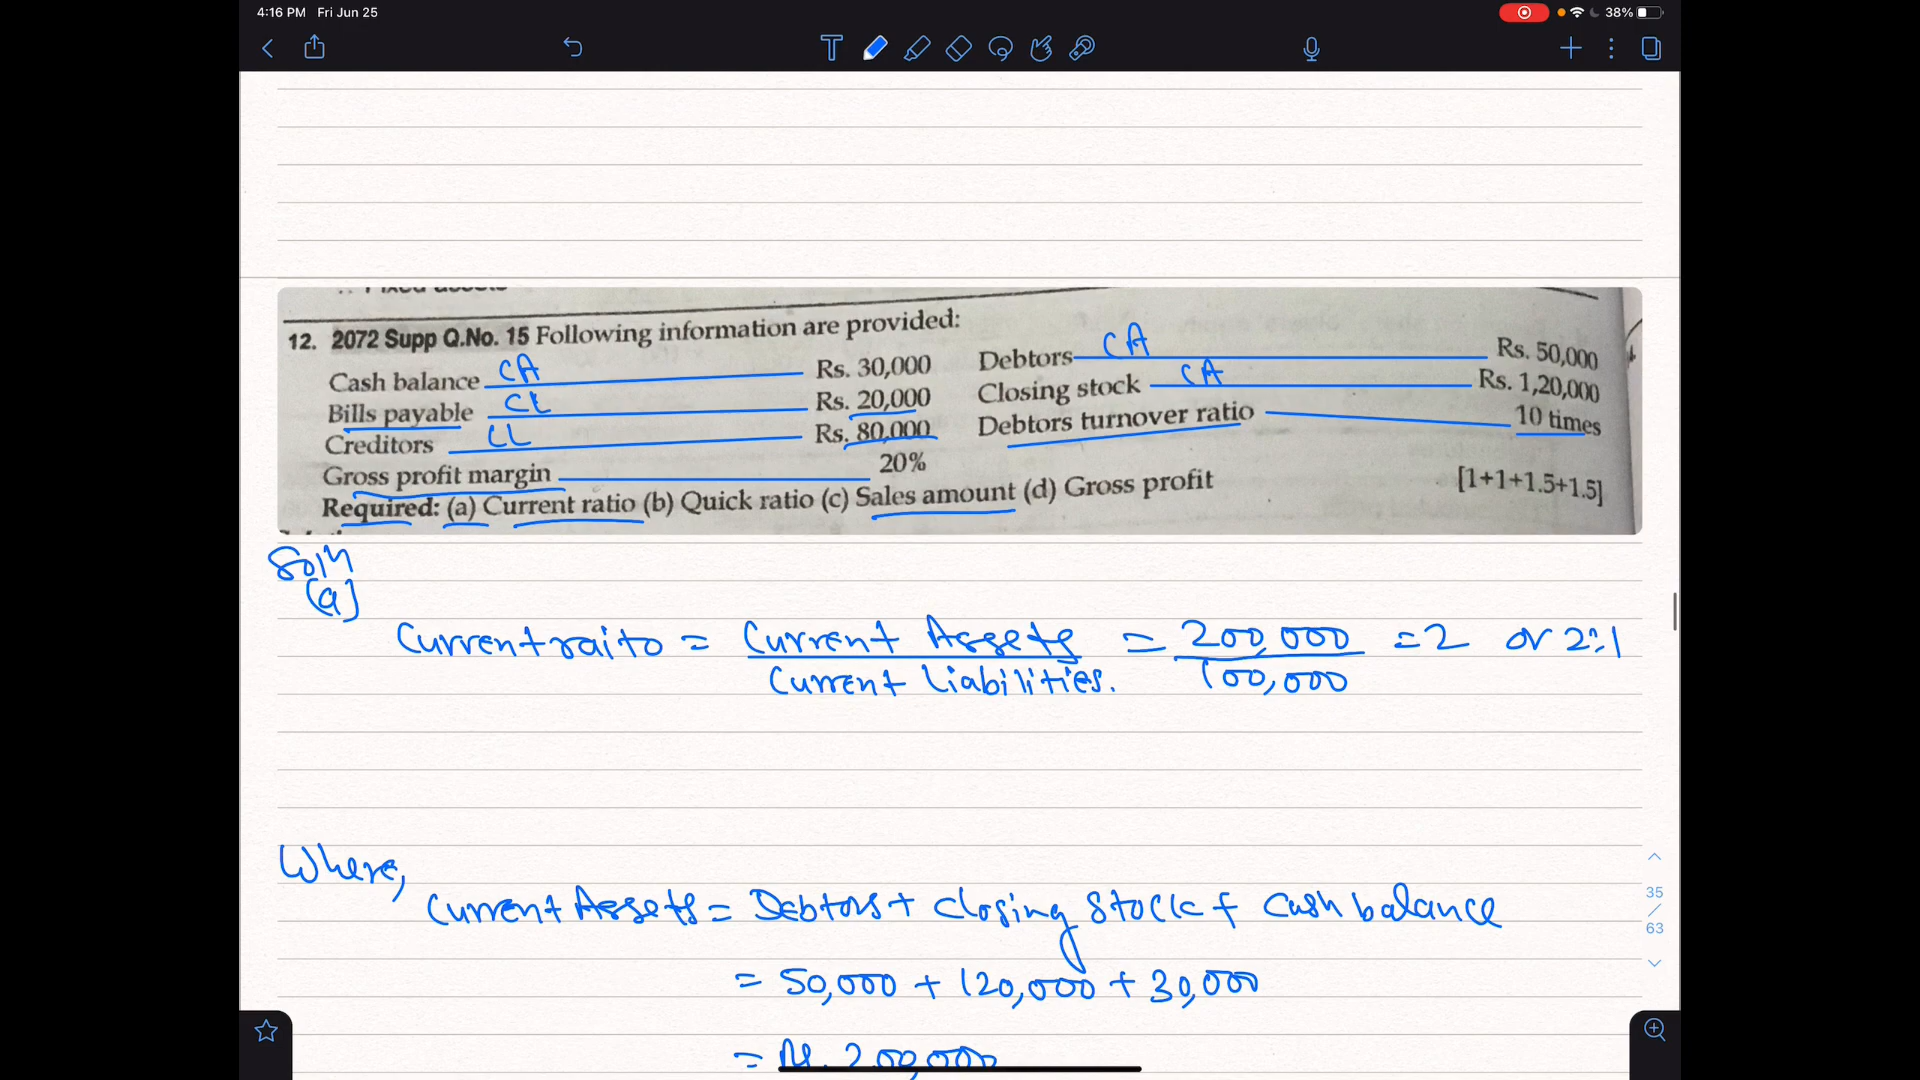 4:16 PM Fri Jun 25
38%
12. 2072 Supp Q.No. 15 Following information are provided:
Cash balance CA Rs. 30,000 Debtors CA Rs. 50,000
Bills payable CL Rs. 20,000 Closing stock CA Rs. 1,20,000
Creditors CL Rs. 80,000 Debtors turnover ratio 10 times
Gross profit margin 20%
Required: (a) Current ratio (b) Quick ratio (c) Sales amount (d) Gross profit [1+1+1.5+1.5]
Soln
(a)
Current raito = Current Assets = 200,000 = 2 or 2:1
Current Liabilities. 100,000
Where,
Current Assets = Debtors + Closing Stock + Cash balance
= 50,000 + 120,000 + 30,000
= Rs. 200,000
35
/
63